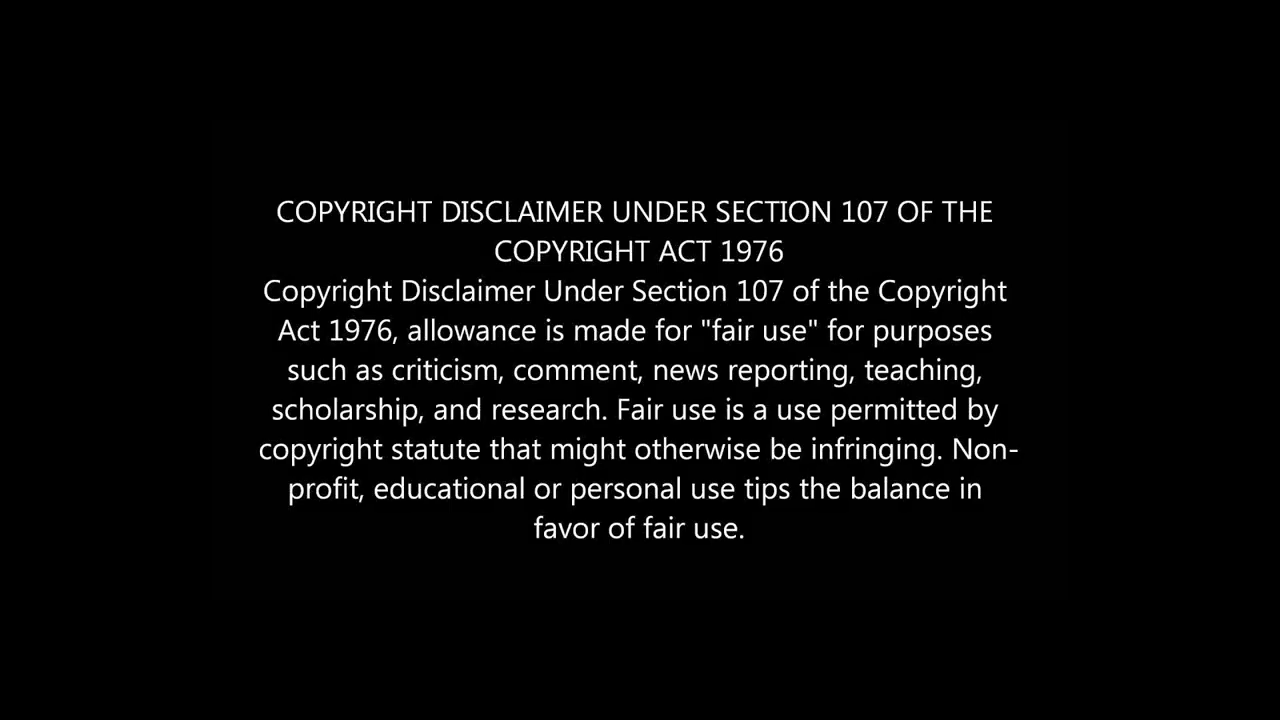 COPYRIGHT DISCLAIMER UNDER SECTION 107 OF THE
COPYRIGHT ACT 1976
Copyright Disclaimer Under Section 107 of the Copyright
Act 1976, allowance is made for "fair use" for purposes
such as criticism, comment, news reporting, teaching,
scholarship, and research. Fair use is a use permitted by
copyright statute that might otherwise be infringing. Non-
profit, educational or personal use tips the balance in
favor of fair use.